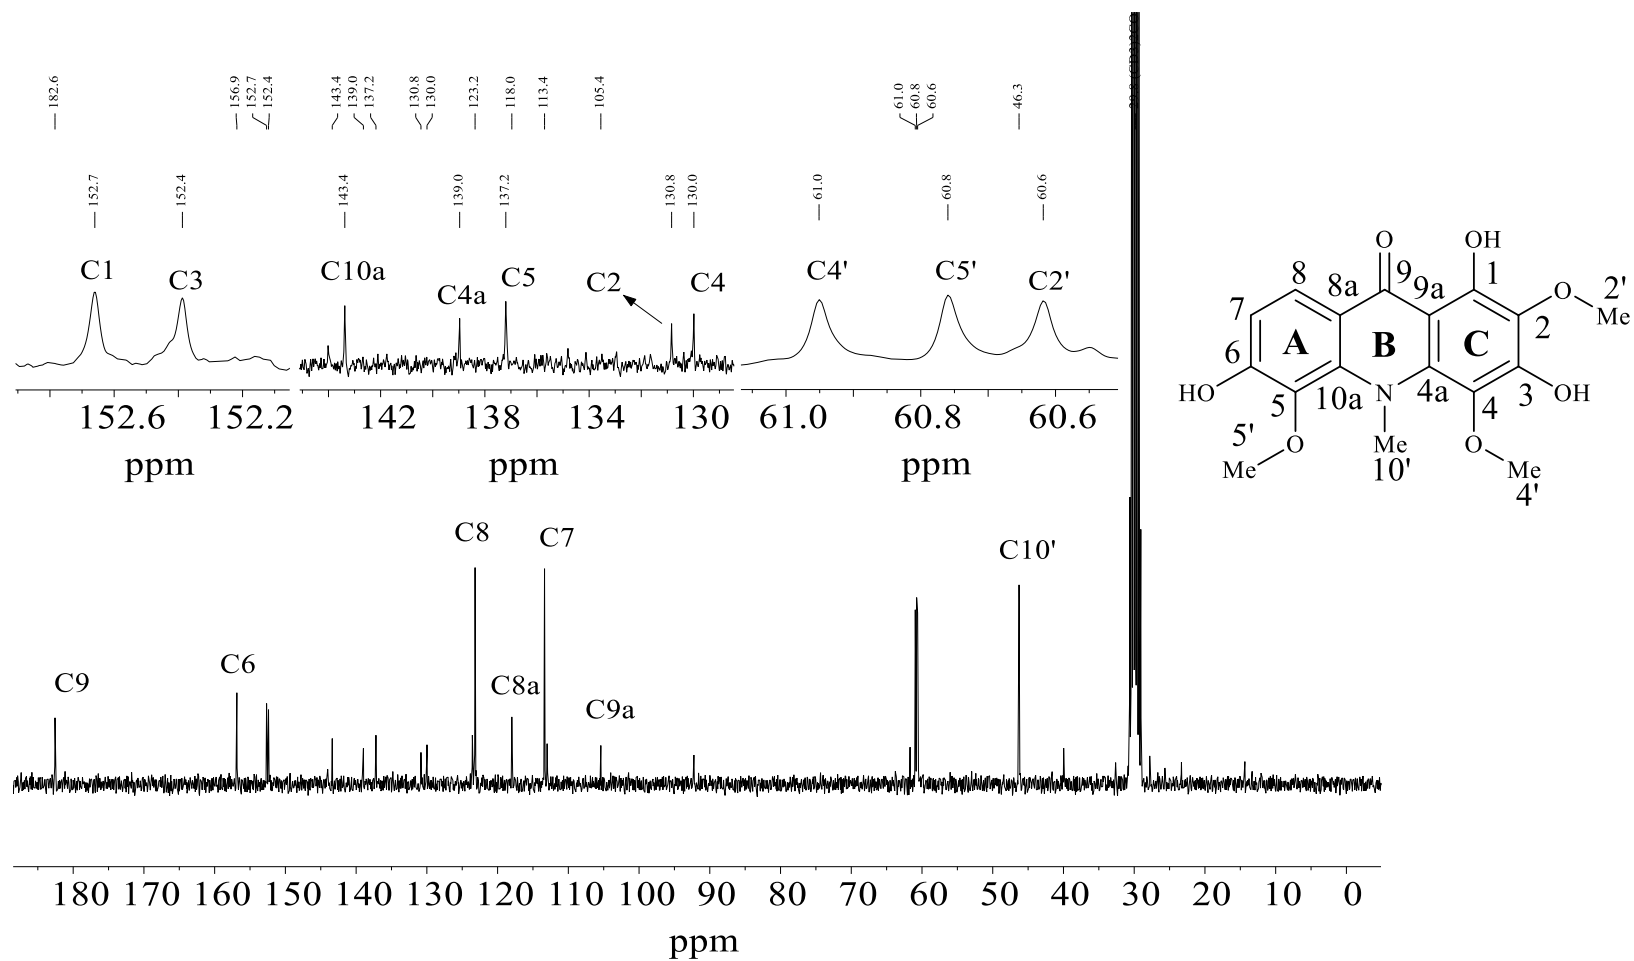 182.6 156.9 152.7 152.4 143.4 139.0 137.2 130.8 130.0 123.2 118.0 113.4 105.4 61.0 60.8 60.6 46.3
152.7 152.4 143.4 139.0 137.2 130.8 130.0 61.0 60.8 60.6
C1 C3 C10a C4a C5 C2 C4 C4' C5' C2'
152.6 152.2 142 138 134 130 61.0 60.8 60.6
ppm ppm ppm
O OH
8 9 1
8a 9a O 2'
7 Me
2
6 A B C
HO 5 10a N 4a 4 3 OH
5' O Me O
Me 10' Me
4'
C8 C7 C10'
C9 C6 C8a C9a
180 170 160 150 140 130 120 110 100 90 80 70 60 50 40 30 20 10 0
ppm